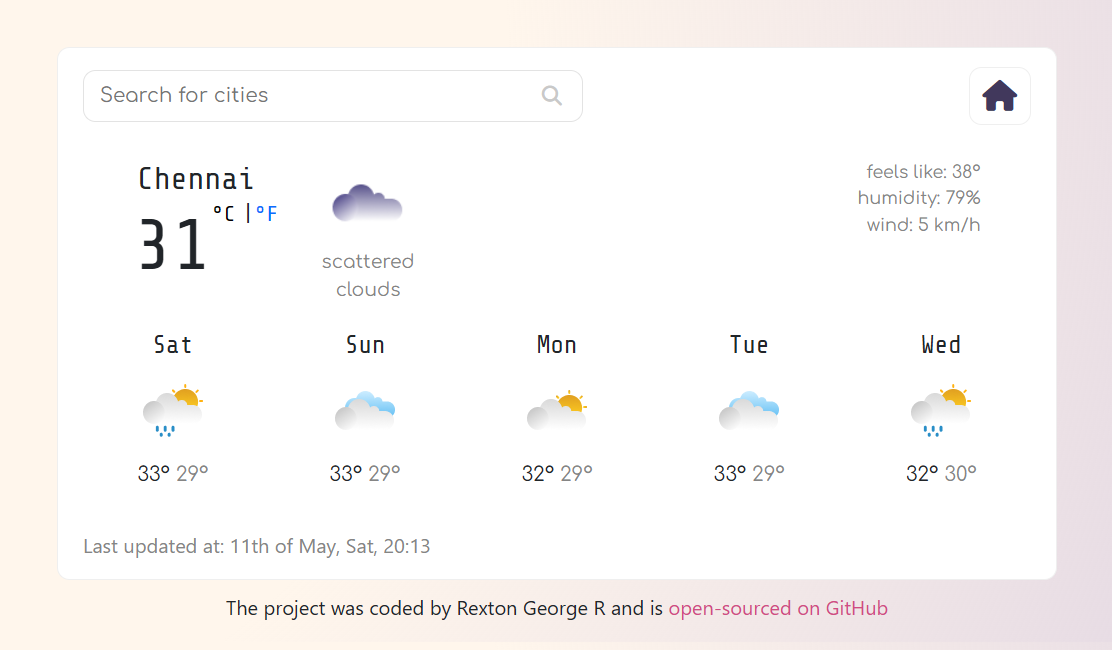 Search for cities
Chennai
31 °C |°F
scattered
clouds
feels like: 38°
humidity: 79%
wind: 5 km/h
Sat Sun Mon Tue Wed
33° 29° 33° 29° 32° 29° 33° 29° 32° 30°
Last updated at: 11th of May, Sat, 20:13
The project was coded by Rexton George R and is open-sourced on GitHub